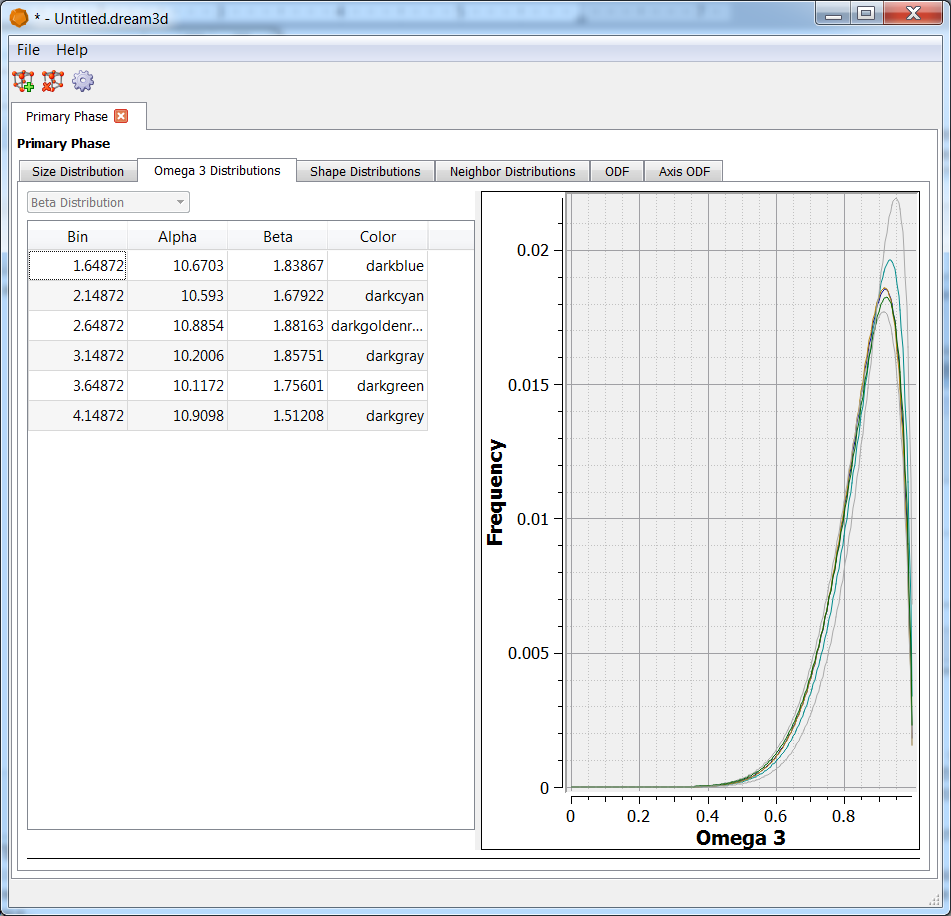 * - Untitled.dream3d
File Help
Primary Phase
Primary Phase
Size Distribution Omega 3 Distributions Shape Distributions Neighbor Distributions ODF Axis ODF
Beta Distribution
Bin Alpha Beta Color
1.64872 10.6703 1.83867 darkblue
2.14872 10.593 1.67922 darkcyan
2.64872 10.8854 1.88163 darkgoldenr...
3.14872 10.2006 1.85751 darkgray
3.64872 10.1172 1.75601 darkgreen
4.14872 10.9098 1.51208 darkgrey
0.02
0.015
0.01
0.005
0
Frequency
0 0.2 0.4 0.6 0.8
Omega 3